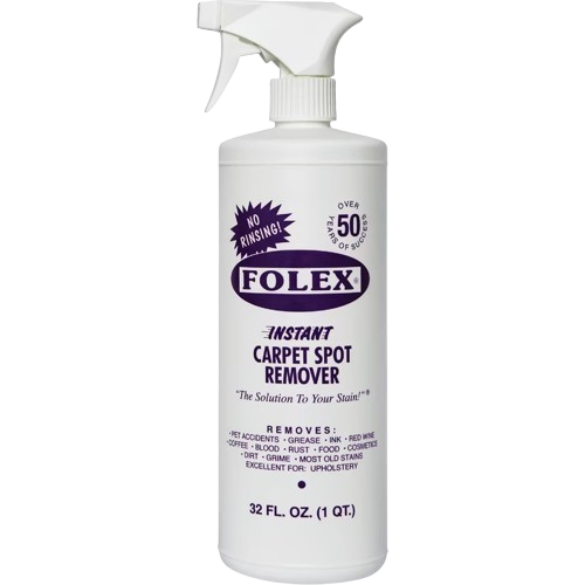 NO
RINSING!
OVER
50
YEARS OF SUCCESS
FOLEX®
INSTANT
CARPET SPOT
REMOVER
"The Solution To Your Stain!"®
REMOVES:
•PET ACCIDENTS • GREASE • INK • RED WINE
•COFFEE • BLOOD • RUST • FOOD • COSMETICS
•DIRT • GRIME • MOST OLD STAINS
EXCELLENT FOR: UPHOLSTERY
32 FL. OZ. (1 QT.)